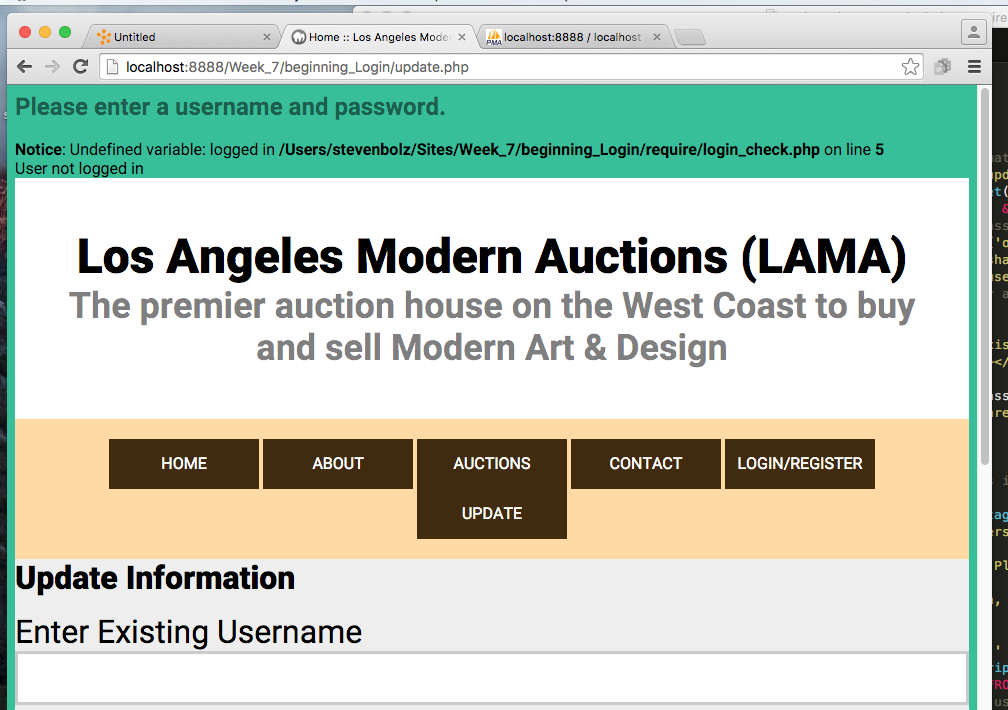 Untitled
Home :: Los Angeles Moder
localhost:8888 / localhost
localhost:8888/Week_7/beginning_Login/update.php
Please enter a username and password.
Notice: Undefined variable: logged in /Users/stevenbolz/Sites/Week_7/beginning_Login/require/login_check.php on line 5
User not logged in
Los Angeles Modern Auctions (LAMA)
The premier auction house on the West Coast to buy
and sell Modern Art & Design
HOME
ABOUT
AUCTIONS
CONTACT
LOGIN/REGISTER
UPDATE
Update Information
Enter Existing Username